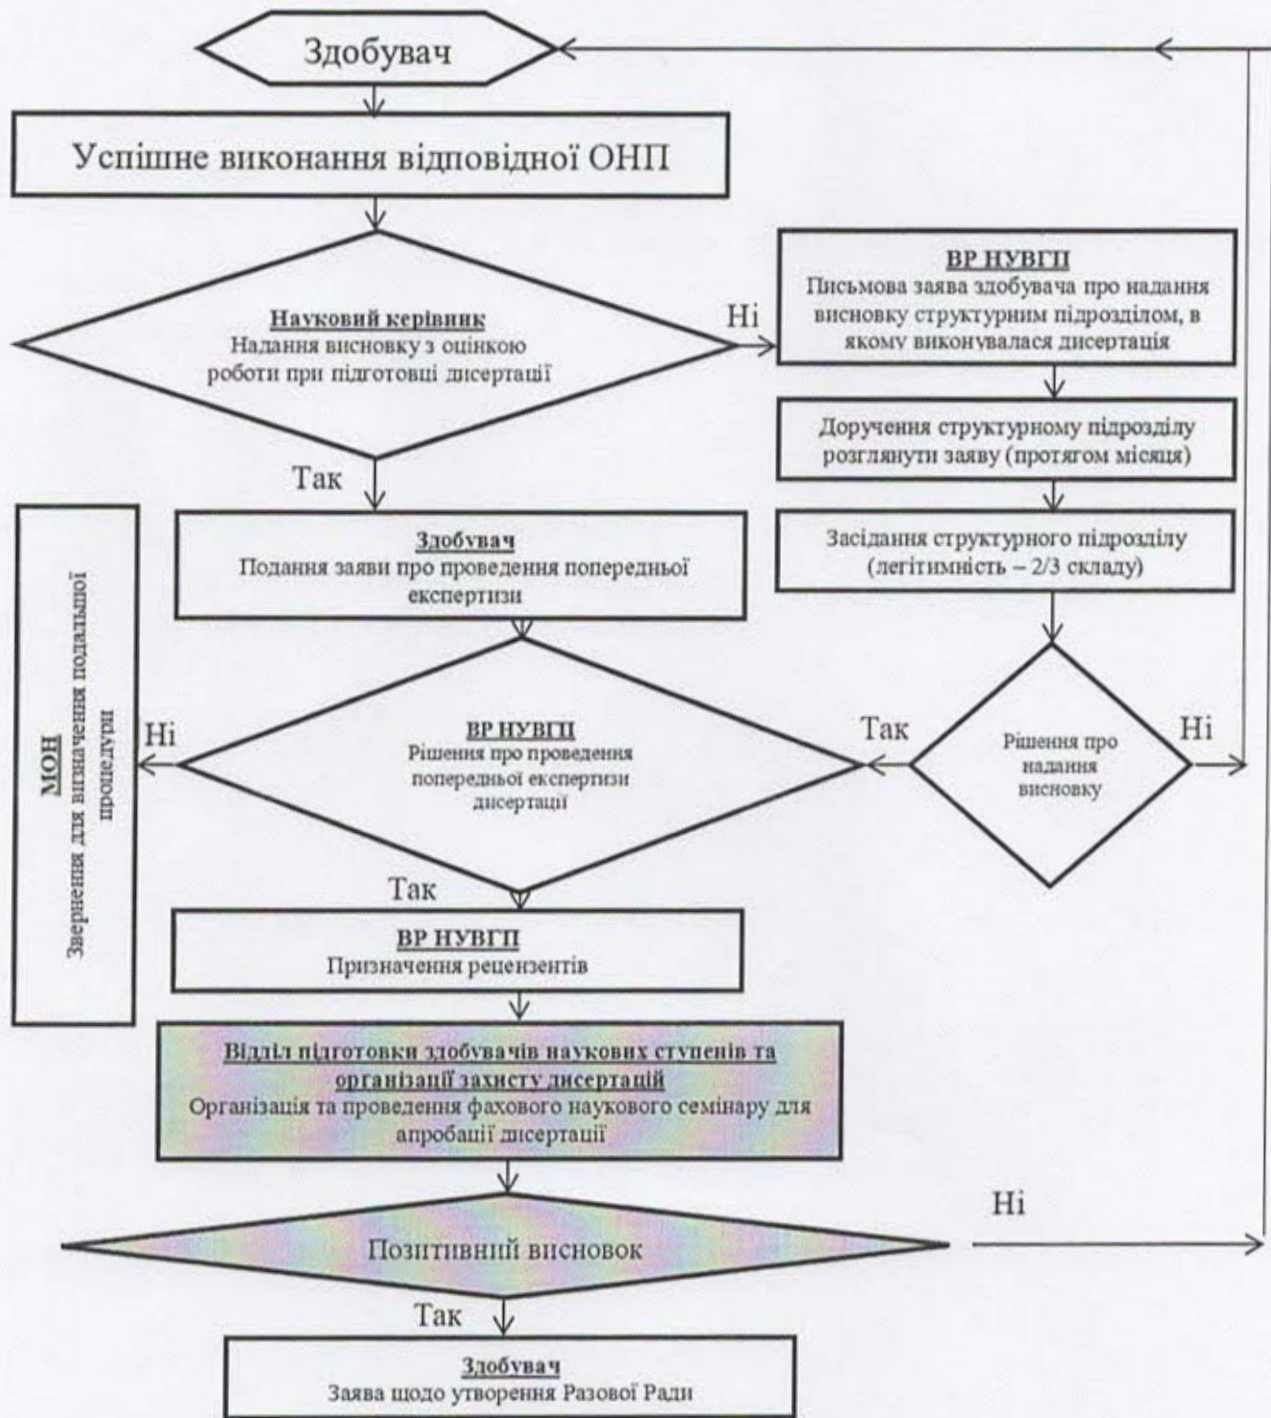 Здобувач
Успішне виконання відповідної ОНП
Науковий керівник
Надання висновку з оцінкою
роботи при підготовці дисертації
Ні
ВР НУВГП
Письмова заява здобувача про надання
висновку структурним підрозділом, в
якому виконувалася дисертація
Доручення структурному підрозділу
розглянути заяву (протягом місяця)
Так
Здобувач
Подання заяви про проведення попередньої
експертизи
Засідання структурного підрозділу
(легітимність – 2/3 складу)
МОН
Звернення для визначення подальшої
процедури
Ні
ВР НУВГП
Рішення про проведення
попередньої експертизи
дисертації
Так
Рішення про
надання
висновку
Ні
Так
ВР НУВГП
Призначення рецензентів
Відділ підготовки здобувачів наукових ступенів та
організації захисту дисертацій
Організація та проведення фахового наукового семінару для
апробації дисертації
Позитивний висновок
Ні
Так
Здобувач
Заява щодо утворення Разової Ради